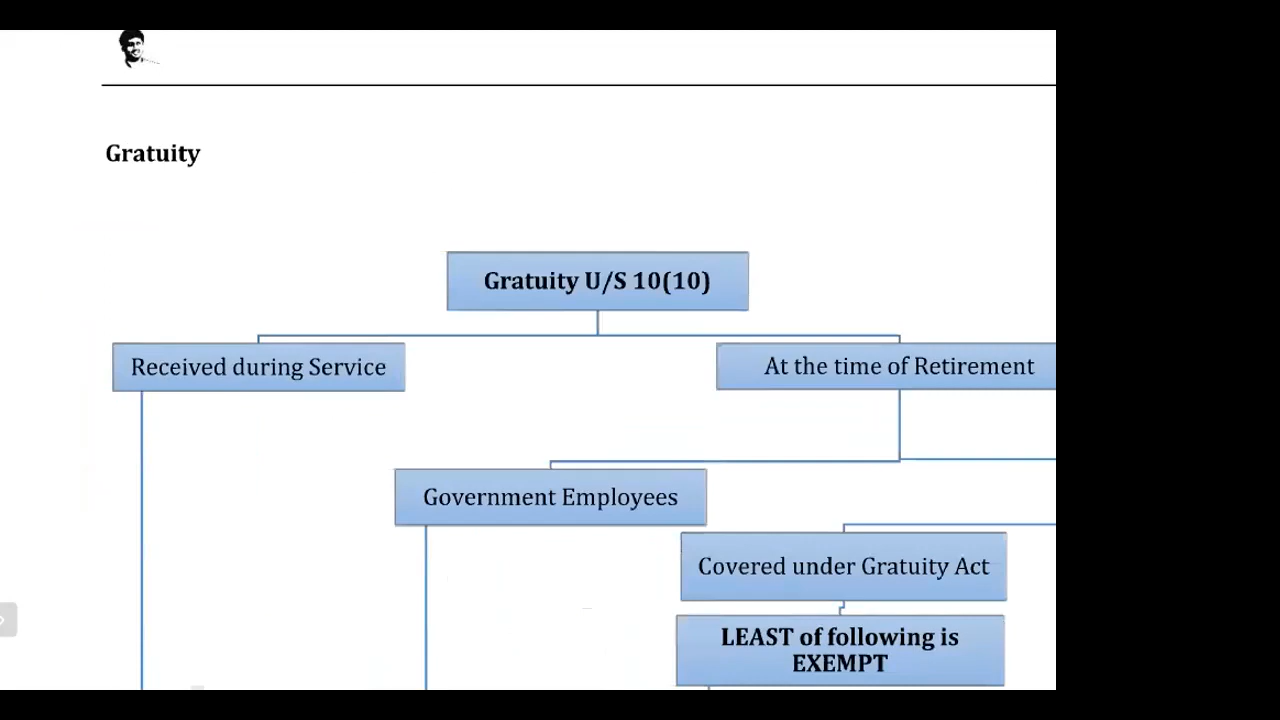 Gratuity
Gratuity U/S 10(10)
Received during Service
At the time of Retirement
Government Employees
Covered under Gratuity Act
LEAST of following is
EXEMPT